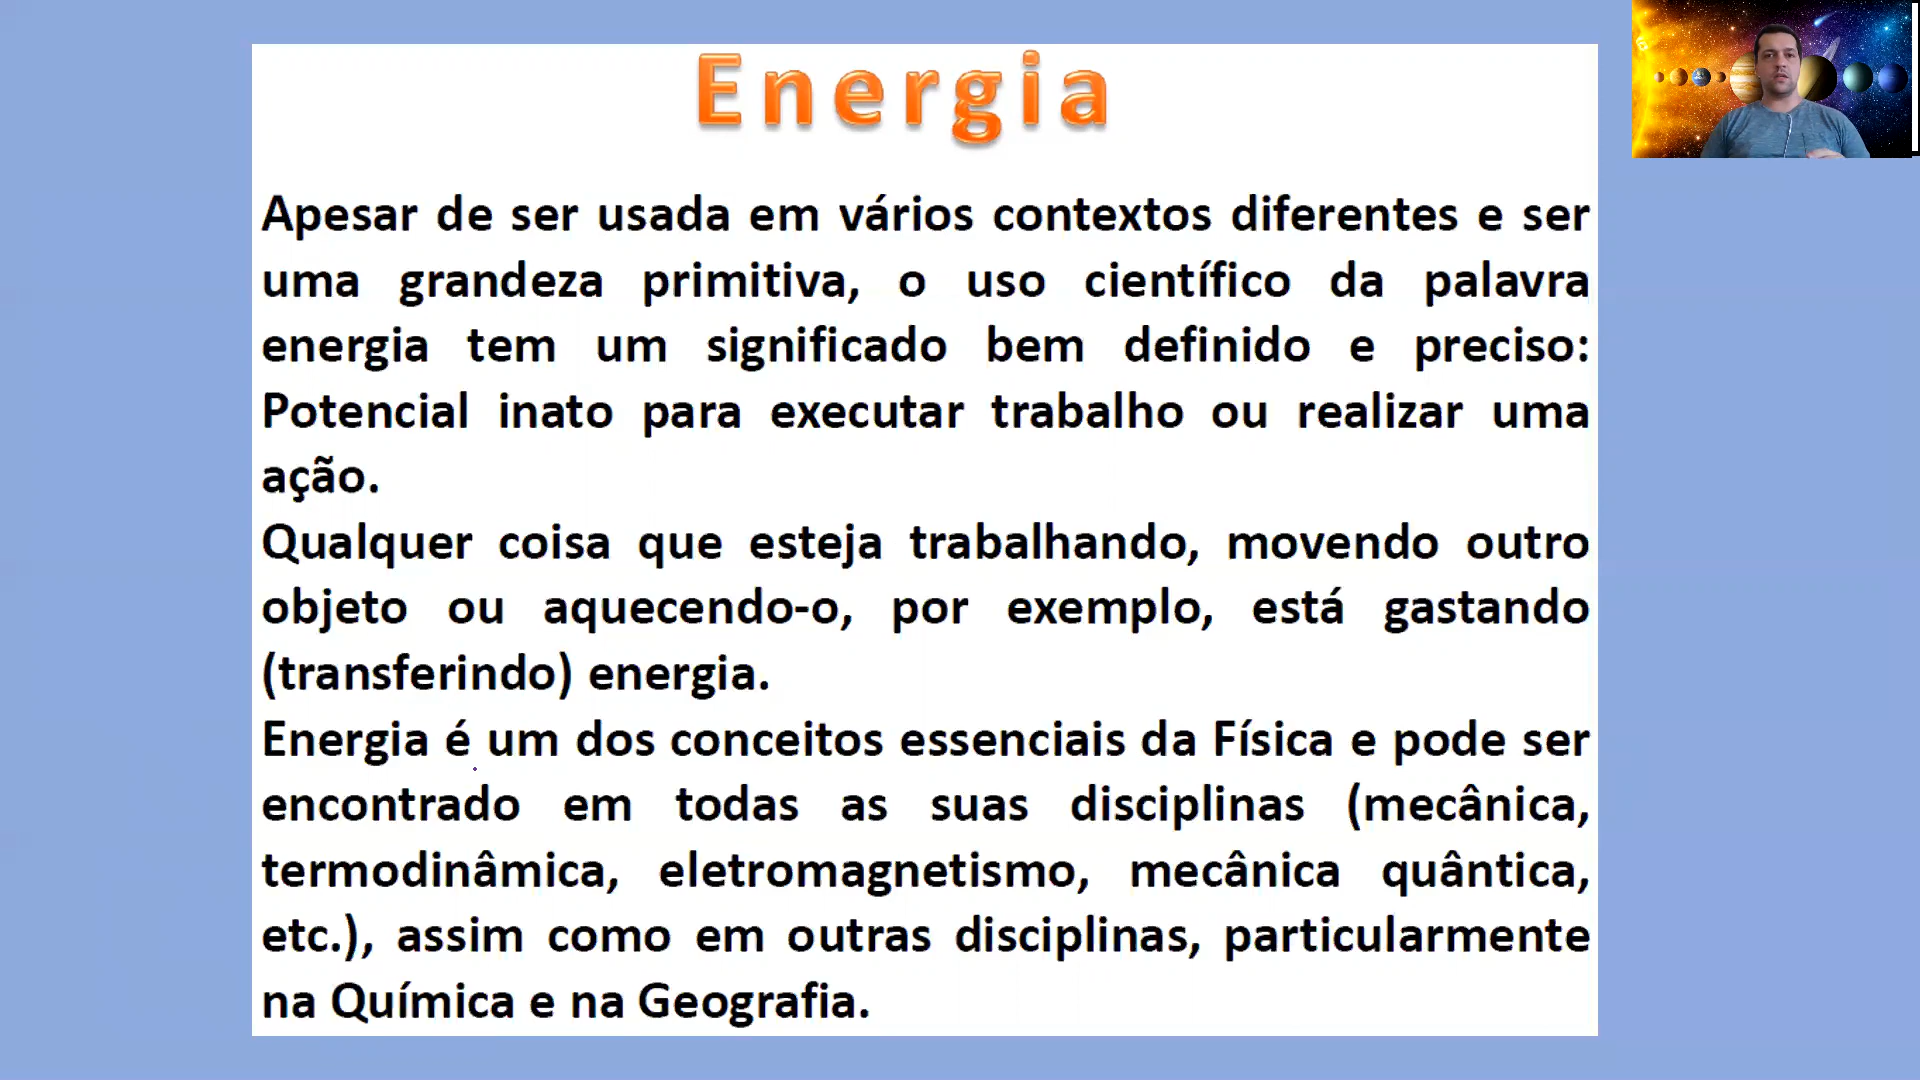 Energia
Apesar de ser usada em vários contextos diferentes e ser
uma grandeza primitiva, o uso científico da palavra
energia tem um significado bem definido e preciso:
Potencial inato para executar trabalho ou realizar uma
ação.
Qualquer coisa que esteja trabalhando, movendo outro
objeto ou aquecendo-o, por exemplo, está gastando
(transferindo) energia.
Energia é um dos conceitos essenciais da Física e pode ser
encontrado em todas as suas disciplinas (mecânica,
termodinâmica, eletromagnetismo, mecânica quântica,
etc.), assim como em outras disciplinas, particularmente
na Química e na Geografia.